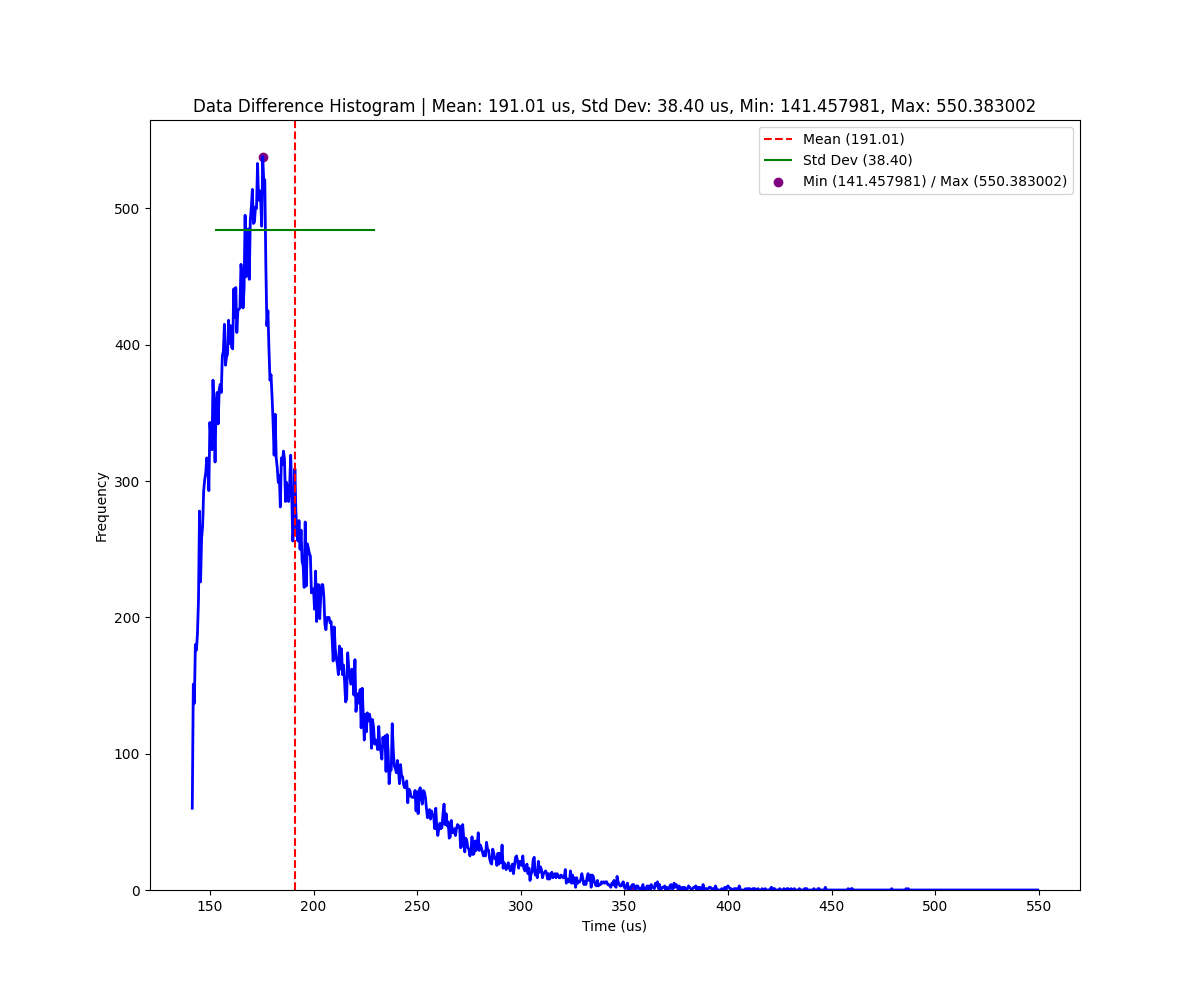 Data Difference Histogram | Mean: 191.01 us, Std Dev: 38.40 us, Min: 141.457981, Max: 550.383002
Mean (191.01)
Std Dev (38.40)
Min (141.457981) / Max (550.383002)
500
400
300
200
100
0
Frequency
150 200 250 300 350 400 450 500 550
Time (us)